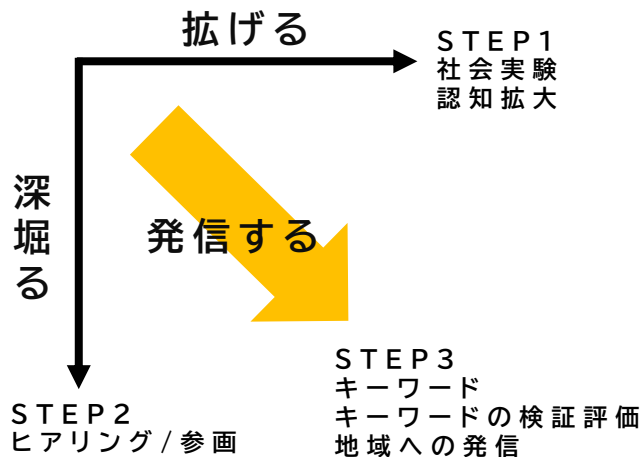 拡げる
STEP1
社会実験
認知拡大
深堀る
発信する
STEP3
キーワード
キーワードの検証評価
地域への発信
STEP2
ヒアリング/参画